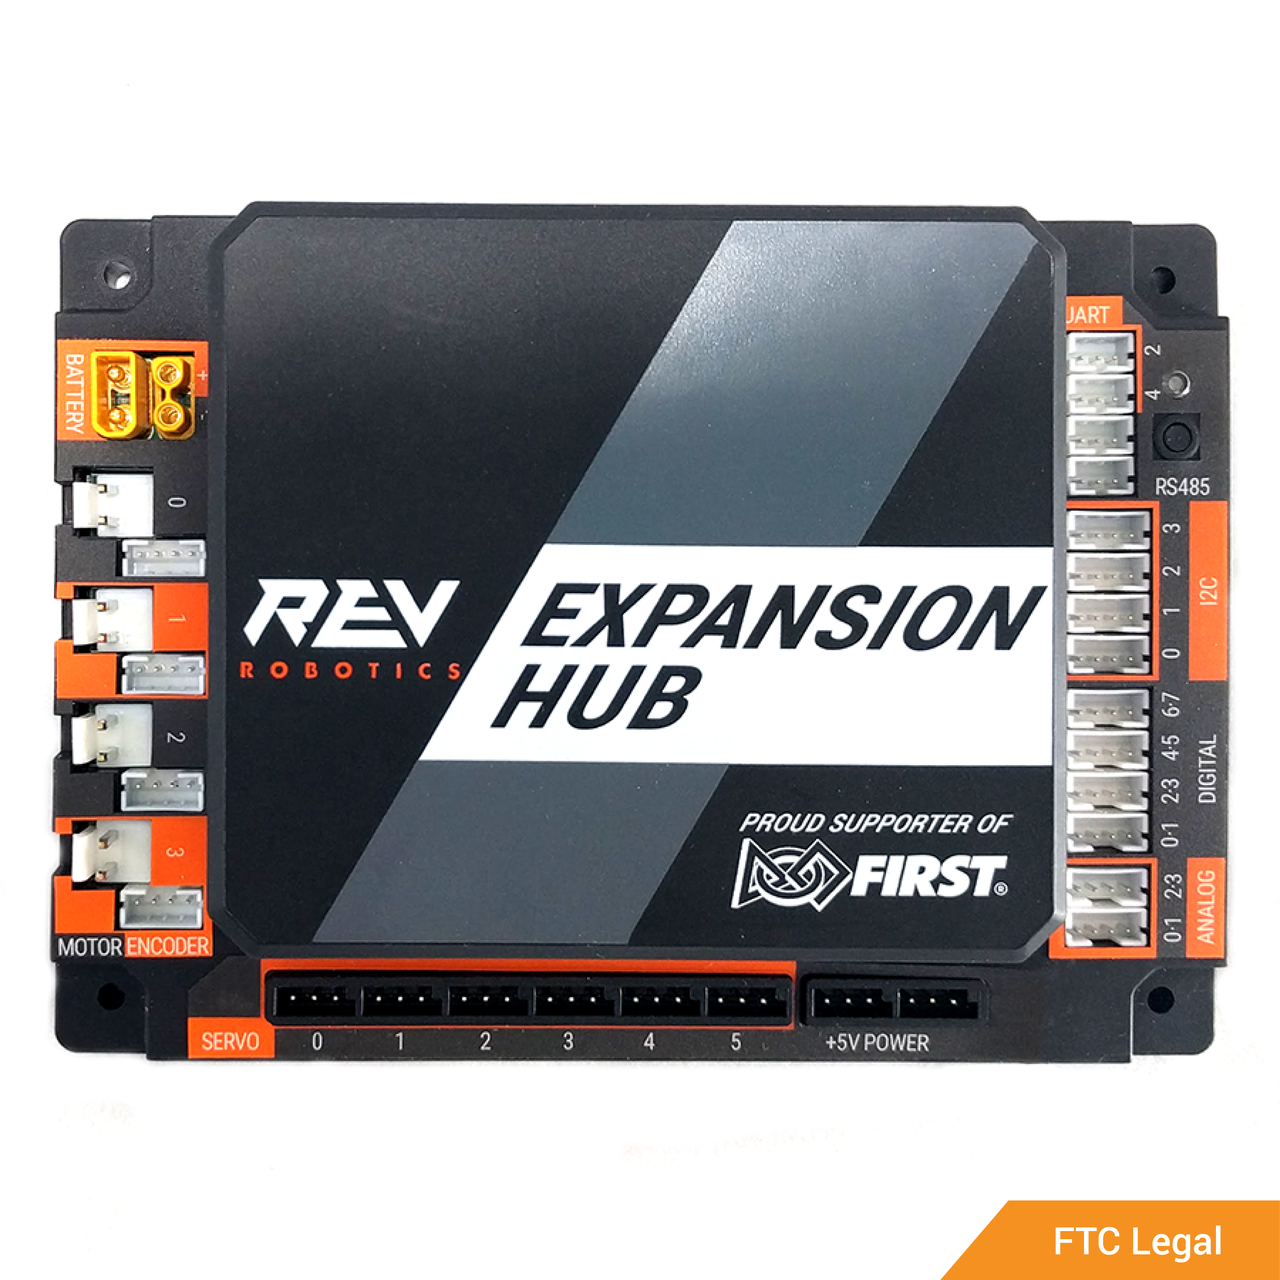 BATTERY
+
0
1
2
3
MOTOR ENCODER
REV
ROBOTICS
EXPANSION
HUB
PROUD SUPPORTER OF
FIRST®
UART
2
4
RS485
3
2
1
0
I2C
6·7
4·5
2·3
0·1
DIGITAL
2·3
0·1
ANALOG
SERVO 0 1 2 3 4 5 +5V POWER
FTC Legal